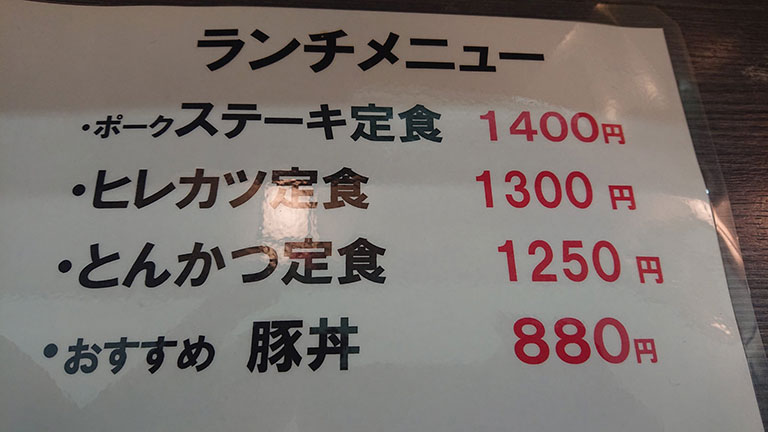 ランチメニュー
・ポークステーキ定食 1400円
・ヒレカツ定食 1300円
・とんかつ定食 1250円
・おすすめ 豚丼 880円